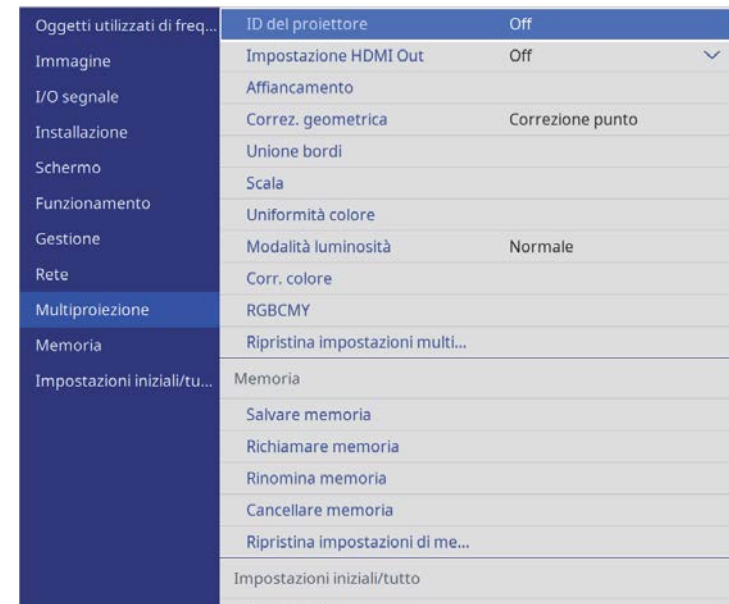 Oggetti utilizzati di freq...
Immagine
I/O segnale
Installazione
Schermo
Funzionamento
Gestione
Rete
Multiproiezione
Memoria
Impostazioni iniziali/tu...
ID del proiettore Off
Impostazione HDMI Out Off
Affiancamento
Correz. geometrica Correzione punto
Unione bordi
Scala
Uniformità colore
Modalità luminosità Normale
Corr. colore
RGBCMY
Ripristina impostazioni multi...
Memoria
Salvare memoria
Richiamare memoria
Rinomina memoria
Cancellare memoria
Ripristina impostazioni di me...
Impostazioni iniziali/tutto